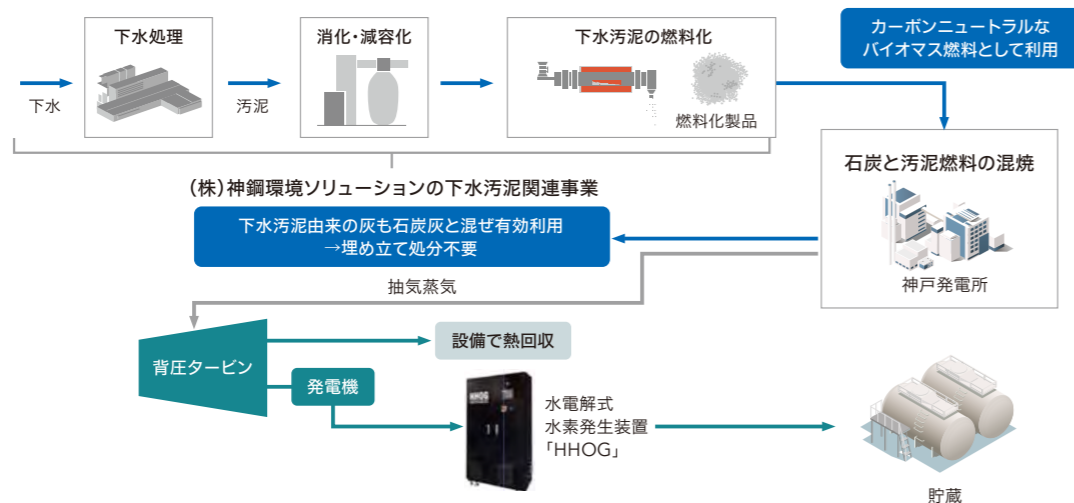 下水処理
消化・減容化
下水汚泥の燃料化
カーボンニュートラルな
バイオマス燃料として利用
下水
汚泥
燃料化製品
石炭と汚泥燃料の混焼
神戸発電所
(株)神鋼環境ソリューションの下水汚泥関連事業
下水汚泥由来の灰も石炭灰と混ぜ有効利用
→埋め立て処分不要
抽気蒸気
背圧タービン
設備で熱回収
発電機
HHOG
水電解式
水素発生装置
「HHOG」
貯蔵